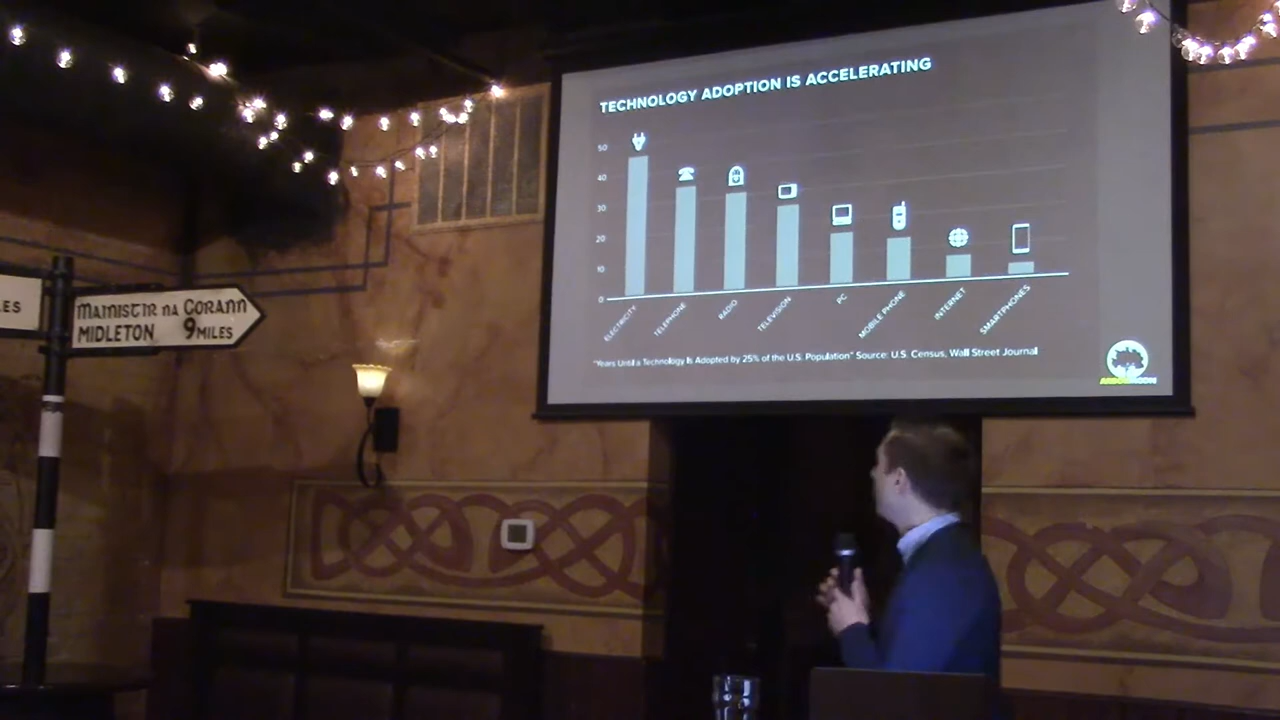 LES
MAINISTIR NA CORANN
MIDLETON 9 MILES
TECHNOLOGY ADOPTION IS ACCELERATING
50
40
30
20
10
0
ELECTRICITY
TELEPHONE
RADIO
TELEVISION
PC
MOBILE PHONE
INTERNET
SMARTPHONES
"Years Until a Technology Is Adopted by 25% of the U.S. Population" Source: U.S. Census, Wall Street Journal